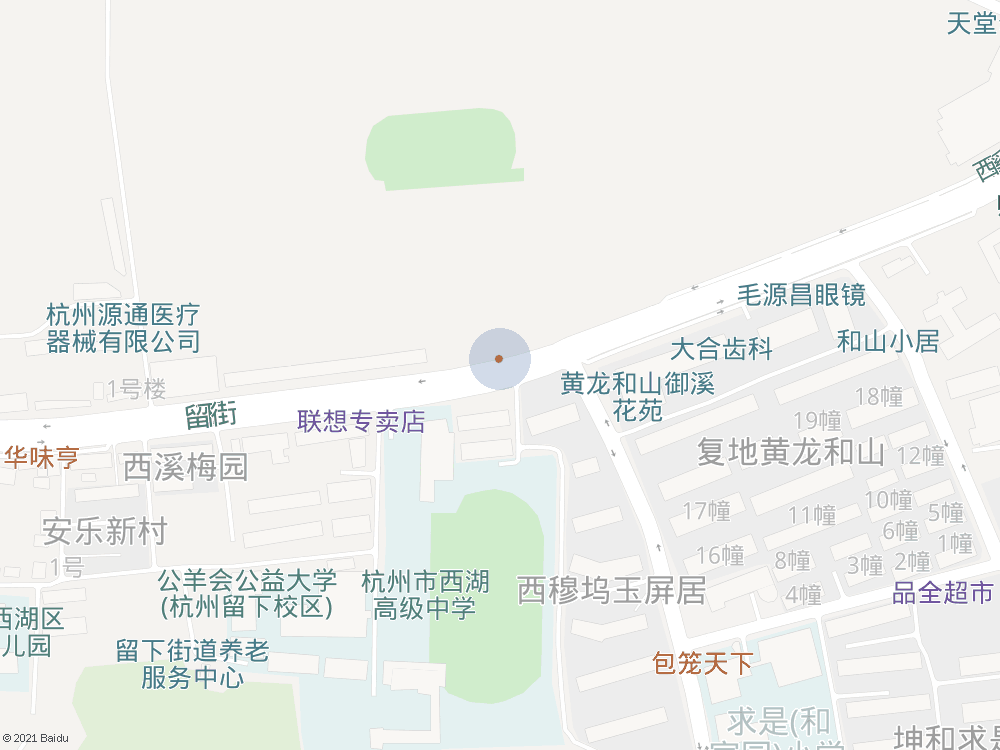 天堂
西溪
杭州源通医疗
器械有限公司
毛源昌眼镜
大合齿科
和山小居
黄龙和山御溪
花苑
1号楼
18幢
留街
联想专卖店
19幢
华味亨
西溪梅园
复地黄龙和山
12幢
10幢
17幢
11幢
5幢
安乐新村
6幢
1幢
16幢
8幢
3幢
2幢
1号
公羊会公益大学
(杭州留下校区)
杭州市西湖
高级中学
西穆坞玉屏居
4幢
品全超市
西湖区
儿园
留下街道养老
服务中心
包笼天下
求是(和
坤和求是
© 2021 Baidu